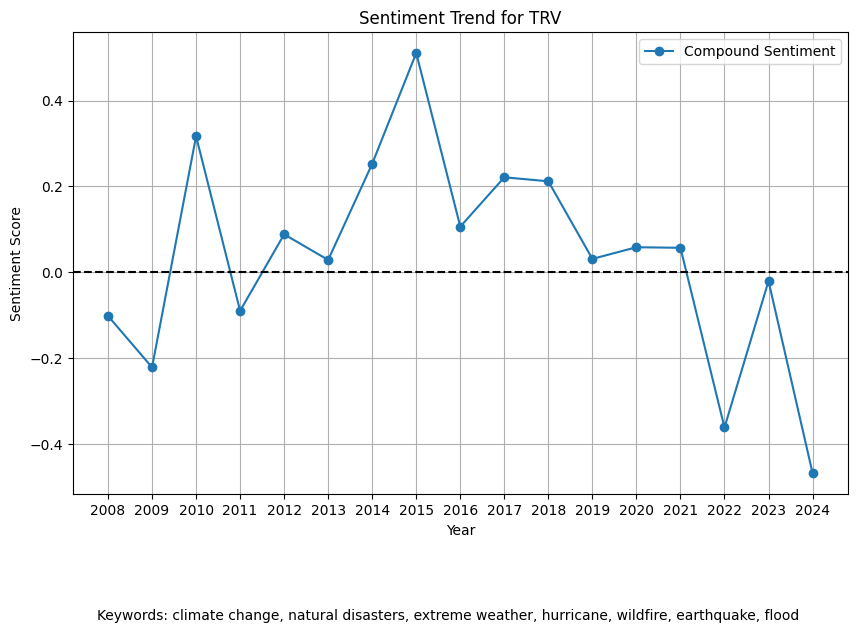 Sentiment Trend for TRV
Compound Sentiment
Sentiment Score
0.4
0.2
0.0
−0.2
−0.4
2008 2009 2010 2011 2012 2013 2014 2015 2016 2017 2018 2019 2020 2021 2022 2023 2024
Year
Keywords: climate change, natural disasters, extreme weather, hurricane, wildfire, earthquake, flood